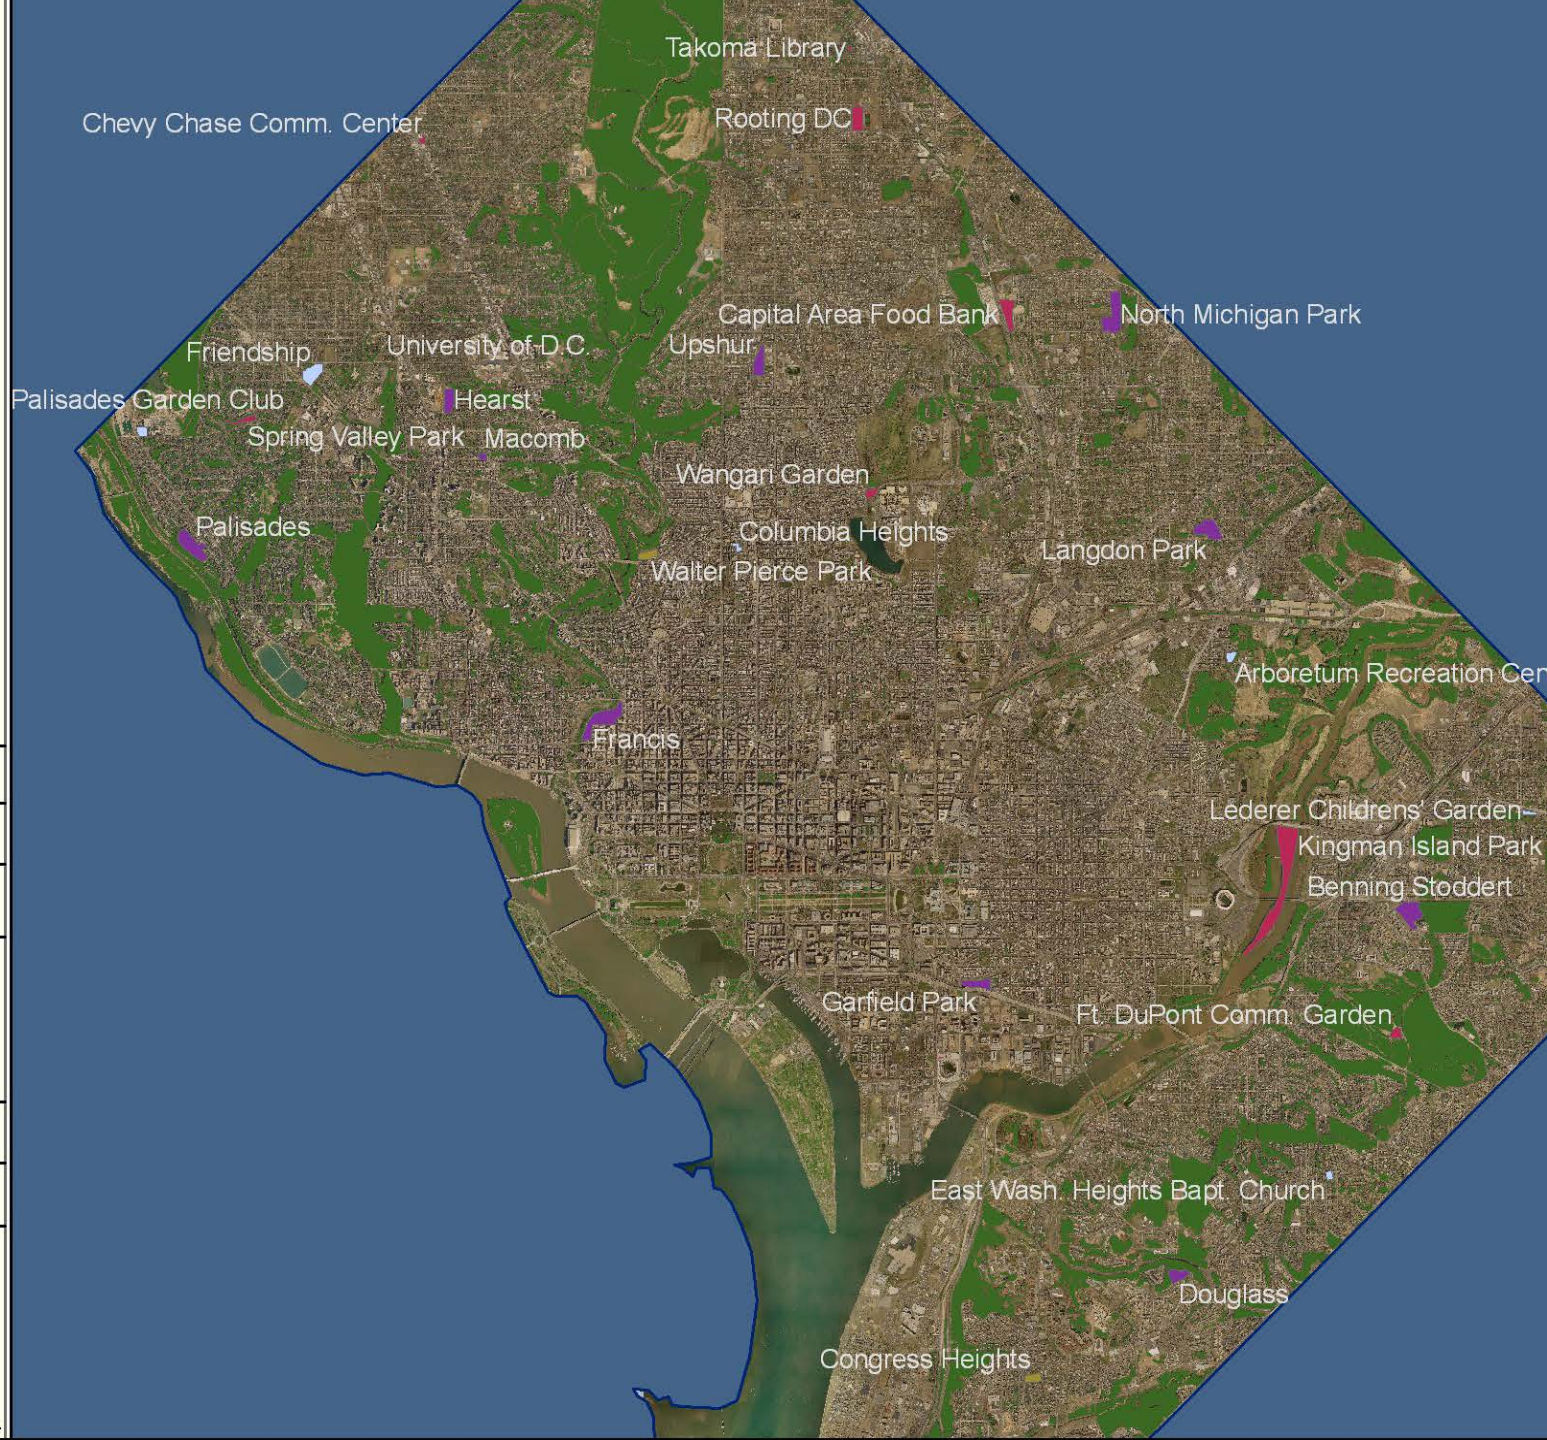 Takoma Library
Rooting DC
Chevy Chase Comm. Center
Capital Area Food Bank
North Michigan Park
Upshur
University of D.C.
Friendship
Palisades Garden Club
Hearst
Spring Valley Park
Macomb
Wangari Garden
Palisades
Columbia Heights
Langdon Park
Walter Pierce Park
Arboretum Recreation Cen
Francis
Lederer Childrens' Garden
Kingman Island Park
Benning Stoddert
Garfield Park
Ft. DuPont Comm. Garden
East Wash. Heights Bapt. Church
Douglass
Congress Heights